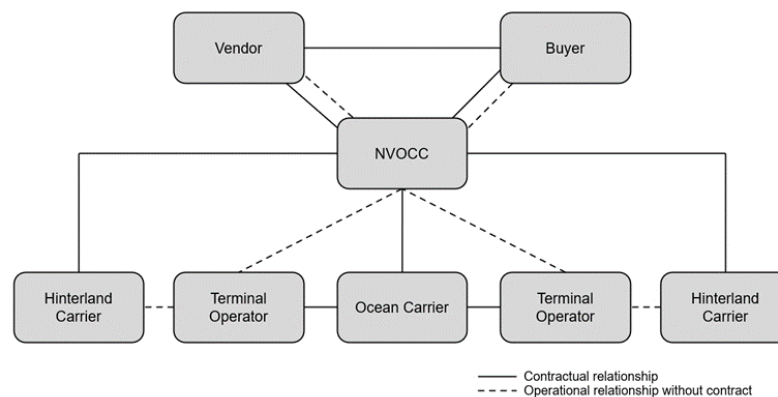 Vendor
Buyer
NVOCC
Hinterland
Carrier
Terminal
Operator
Ocean Carrier
Terminal
Operator
Hinterland
Carrier
Contractual relationship
Operational relationship without contract